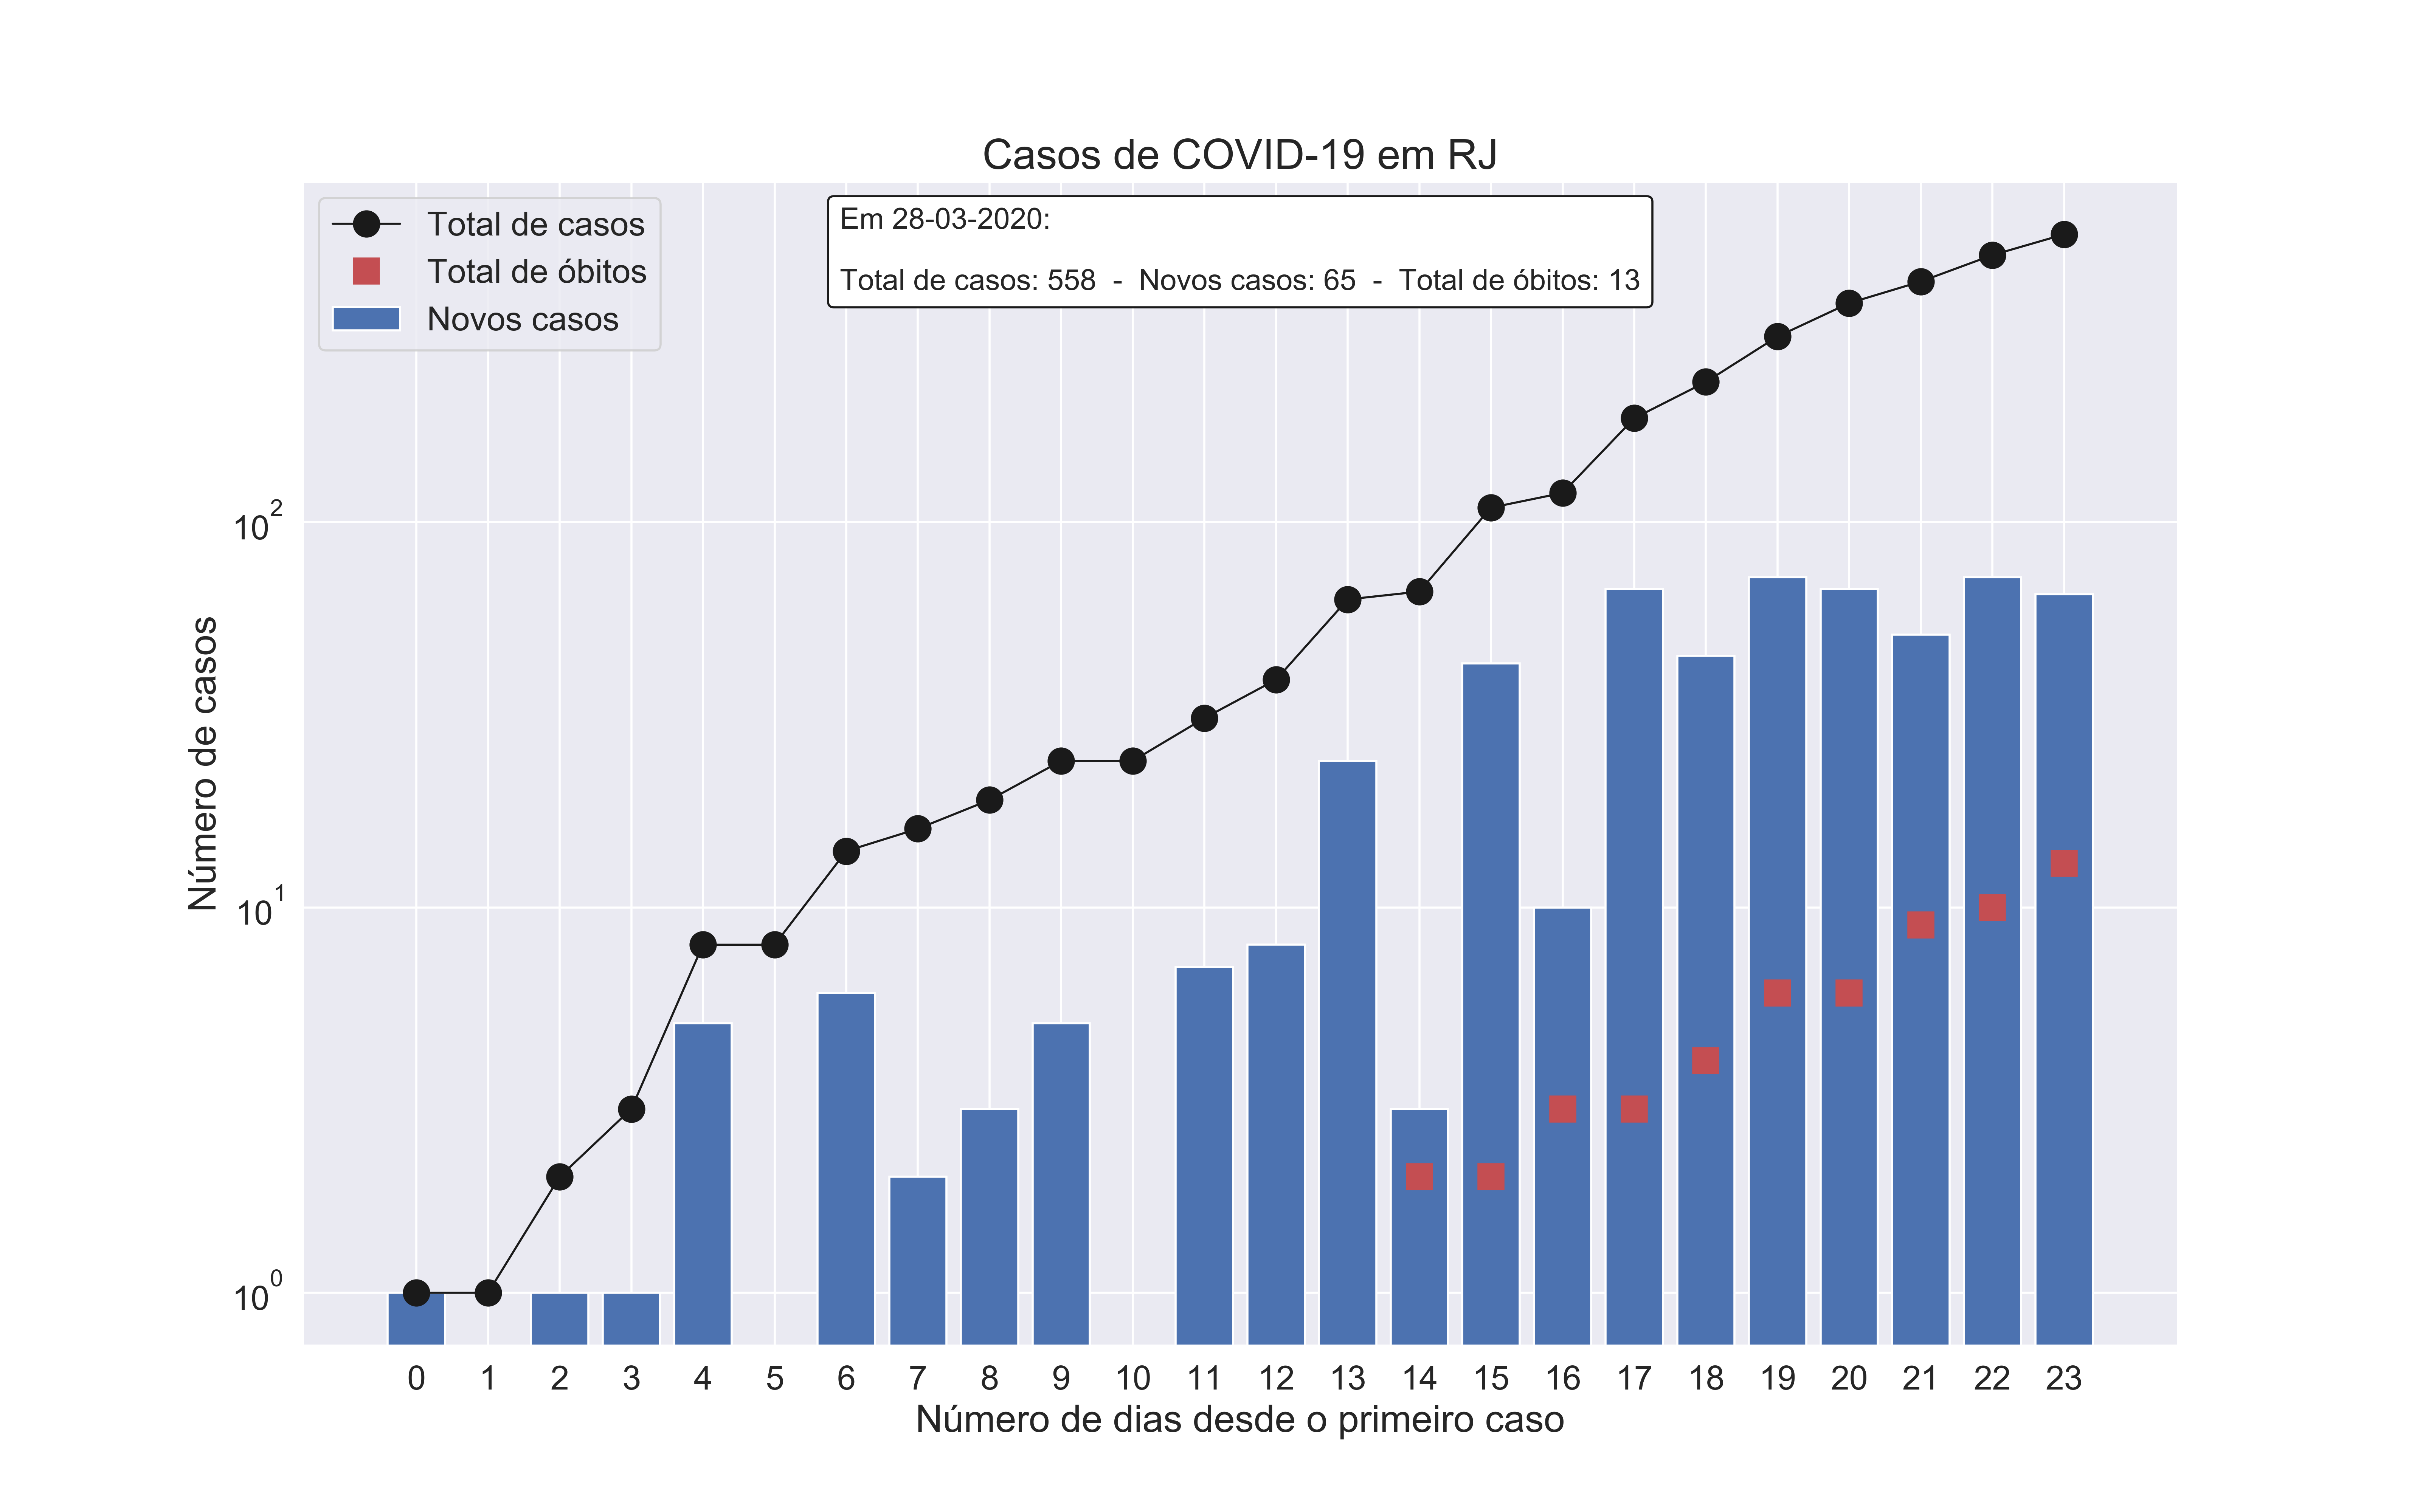 Casos de COVID-19 em RJ
Total de casos
Total de óbitos
Novos casos
Em 28-03-2020:
Total de casos: 558 - Novos casos: 65 - Total de óbitos: 13
Número de casos
10²
10¹
10⁰
0 1 2 3 4 5 6 7 8 9 10 11 12 13 14 15 16 17 18 19 20 21 22 23
Número de dias desde o primeiro caso